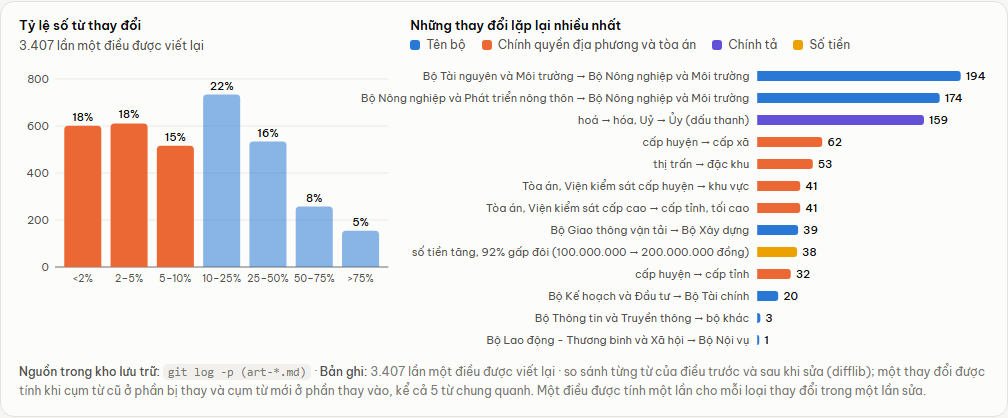 Tỷ lệ số từ thay đổi
3.407 lần một điều được viết lại
800
600
400
200
0
18%
18%
15%
22%
16%
8%
5%
<2%
2–5%
5–10%
10–25%
25–50%
50–75%
>75%
Những thay đổi lặp lại nhiều nhất
Tên bộ
Chính quyền địa phương và tòa án
Chính tả
Số tiền
Bộ Tài nguyên và Môi trường → Bộ Nông nghiệp và Môi trường 194
Bộ Nông nghiệp và Phát triển nông thôn → Bộ Nông nghiệp và Môi trường 174
hoá → hóa, Uỷ → Ủy (dấu thanh) 159
cấp huyện → cấp xã 62
thị trấn → đặc khu 53
Tòa án, Viện kiểm sát cấp huyện → khu vực 41
Tòa án, Viện kiểm sát cấp cao → cấp tỉnh, tối cao 41
Bộ Giao thông vận tải → Bộ Xây dựng 39
số tiền tăng, 92% gấp đôi (100.000.000 → 200.000.000 đồng) 38
cấp huyện → cấp tỉnh 32
Bộ Kế hoạch và Đầu tư → Bộ Tài chính 20
Bộ Thông tin và Truyền thông → bộ khác 3
Bộ Lao động - Thương binh và Xã hội → Bộ Nội vụ 1
Nguồn trong kho lưu trữ: git log -p (art-*.md) · Bản ghi: 3.407 lần một điều được viết lại · so sánh từng từ của điều trước và sau khi sửa (difflib); một thay đổi được
tính khi cụm từ cũ ở phần bị thay và cụm từ mới ở phần thay vào, kể cả 5 từ chung quanh. Một điều được tính một lần cho mỗi loại thay đổi trong một lần sửa.